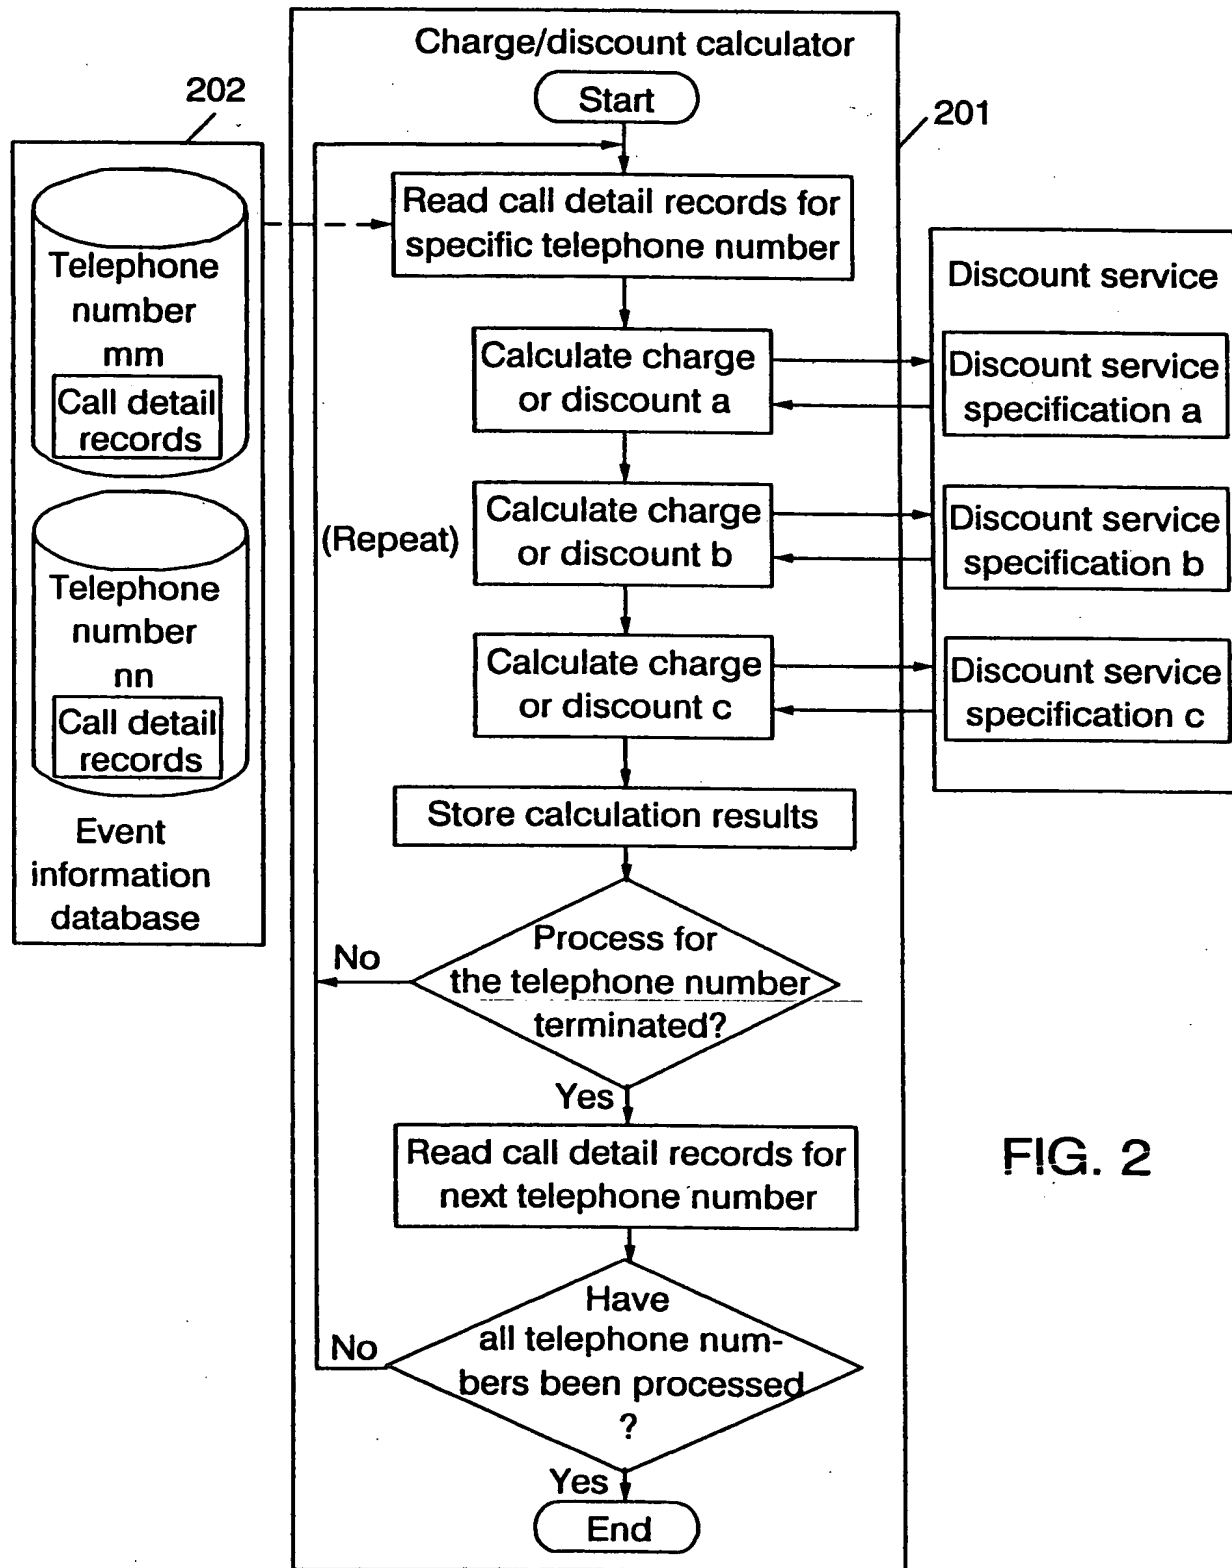 Charge/discount calculator
202
Start
201
Read call detail records for
specific telephone number
Telephone
number
mm
Call detail
records
Discount service
Calculate charge
or discount a
Discount service
specification a
(Repeat)
Calculate charge
or discount b
Discount service
specification b
Telephone
number
nn
Call detail
records
Calculate charge
or discount c
Discount service
specification c
Store calculation results
Event
information
database
No
Process for
the telephone number
terminated?
Yes
Read call detail records for
next telephone number
FIG. 2
No
Have
all telephone num-
bers been processed
?
Yes
End